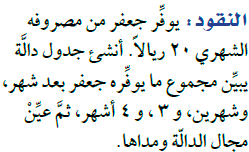 النقود: يوفِّر جعفر من مصروفه
الشهري ٢٠ ريالاً. أنشئ جدول دالّة
يبيِّن مجموع ما يوفِّره جعفر بعد شهر،
وشهرين، و ٣ ، و ٤ أشهر، ثمَّ عيِّنْ
مجال الدالّة ومداها.